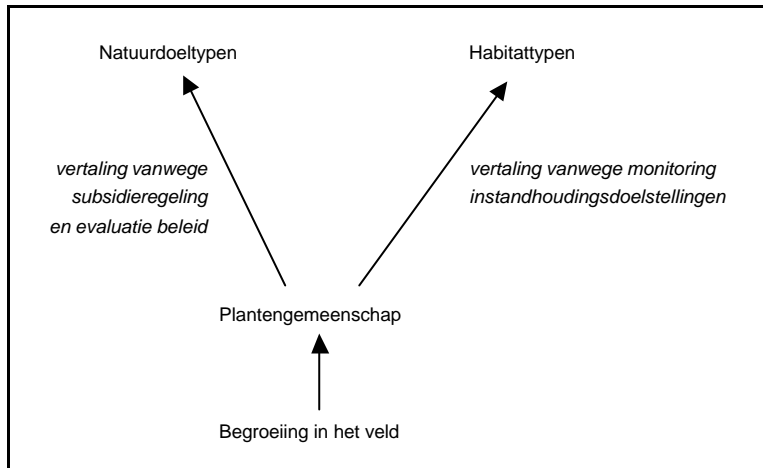 Natuurdoeltypen
Habitattypen
vertaling vanwege
subsidieregeling
en evaluatie beleid
vertaling vanwege monitoring
instandhoudingsdoelstellingen
Plantengemeenschap
Begroeiing in het veld